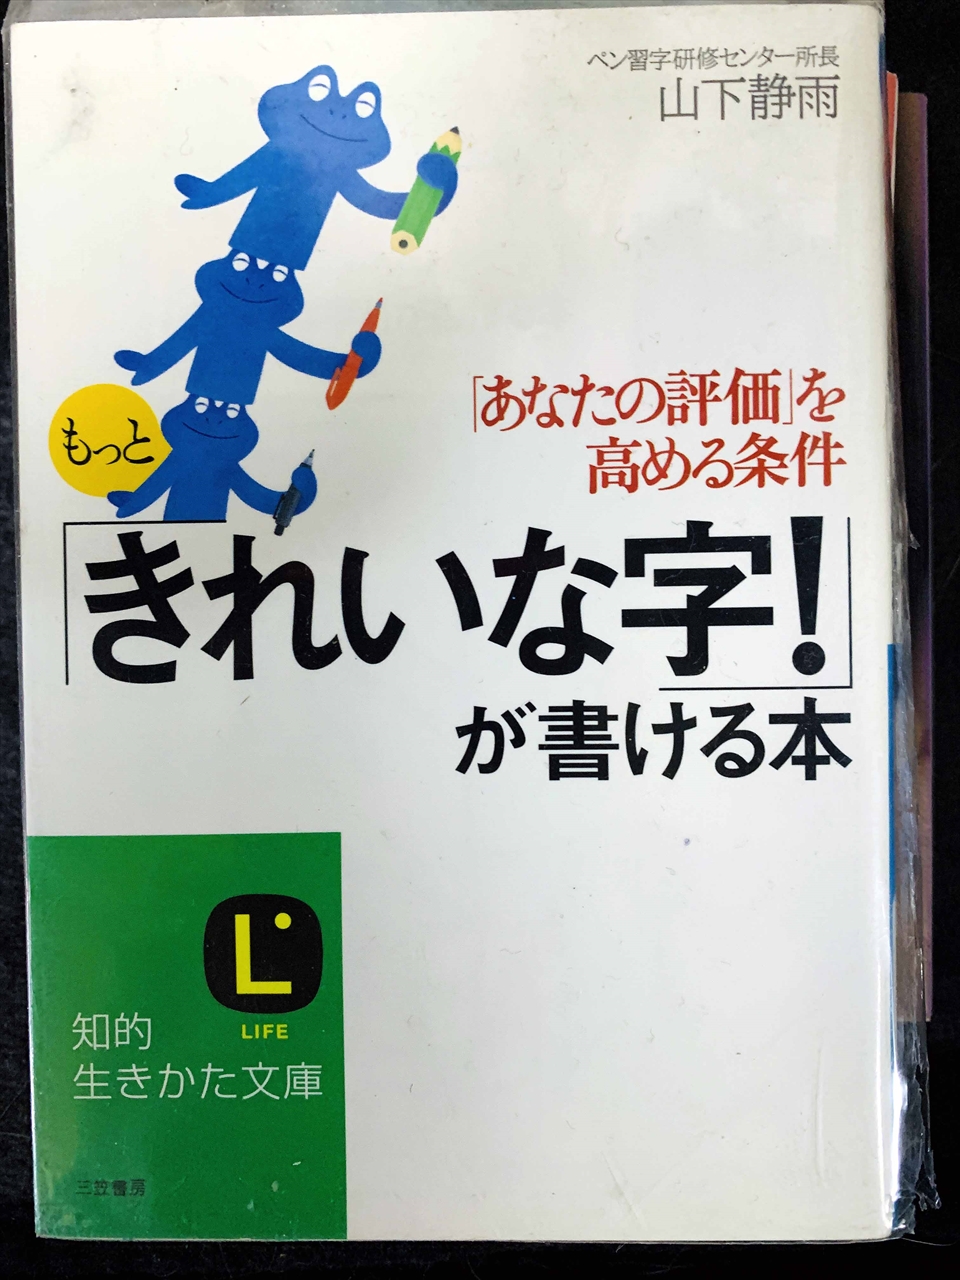 ペン習字研修センター所長
山下静雨
「あなたの評価」を
高める条件
もっと
「きれいな字!」
が書ける本
L
LIFE
知的
生きかた文庫
三笠書房